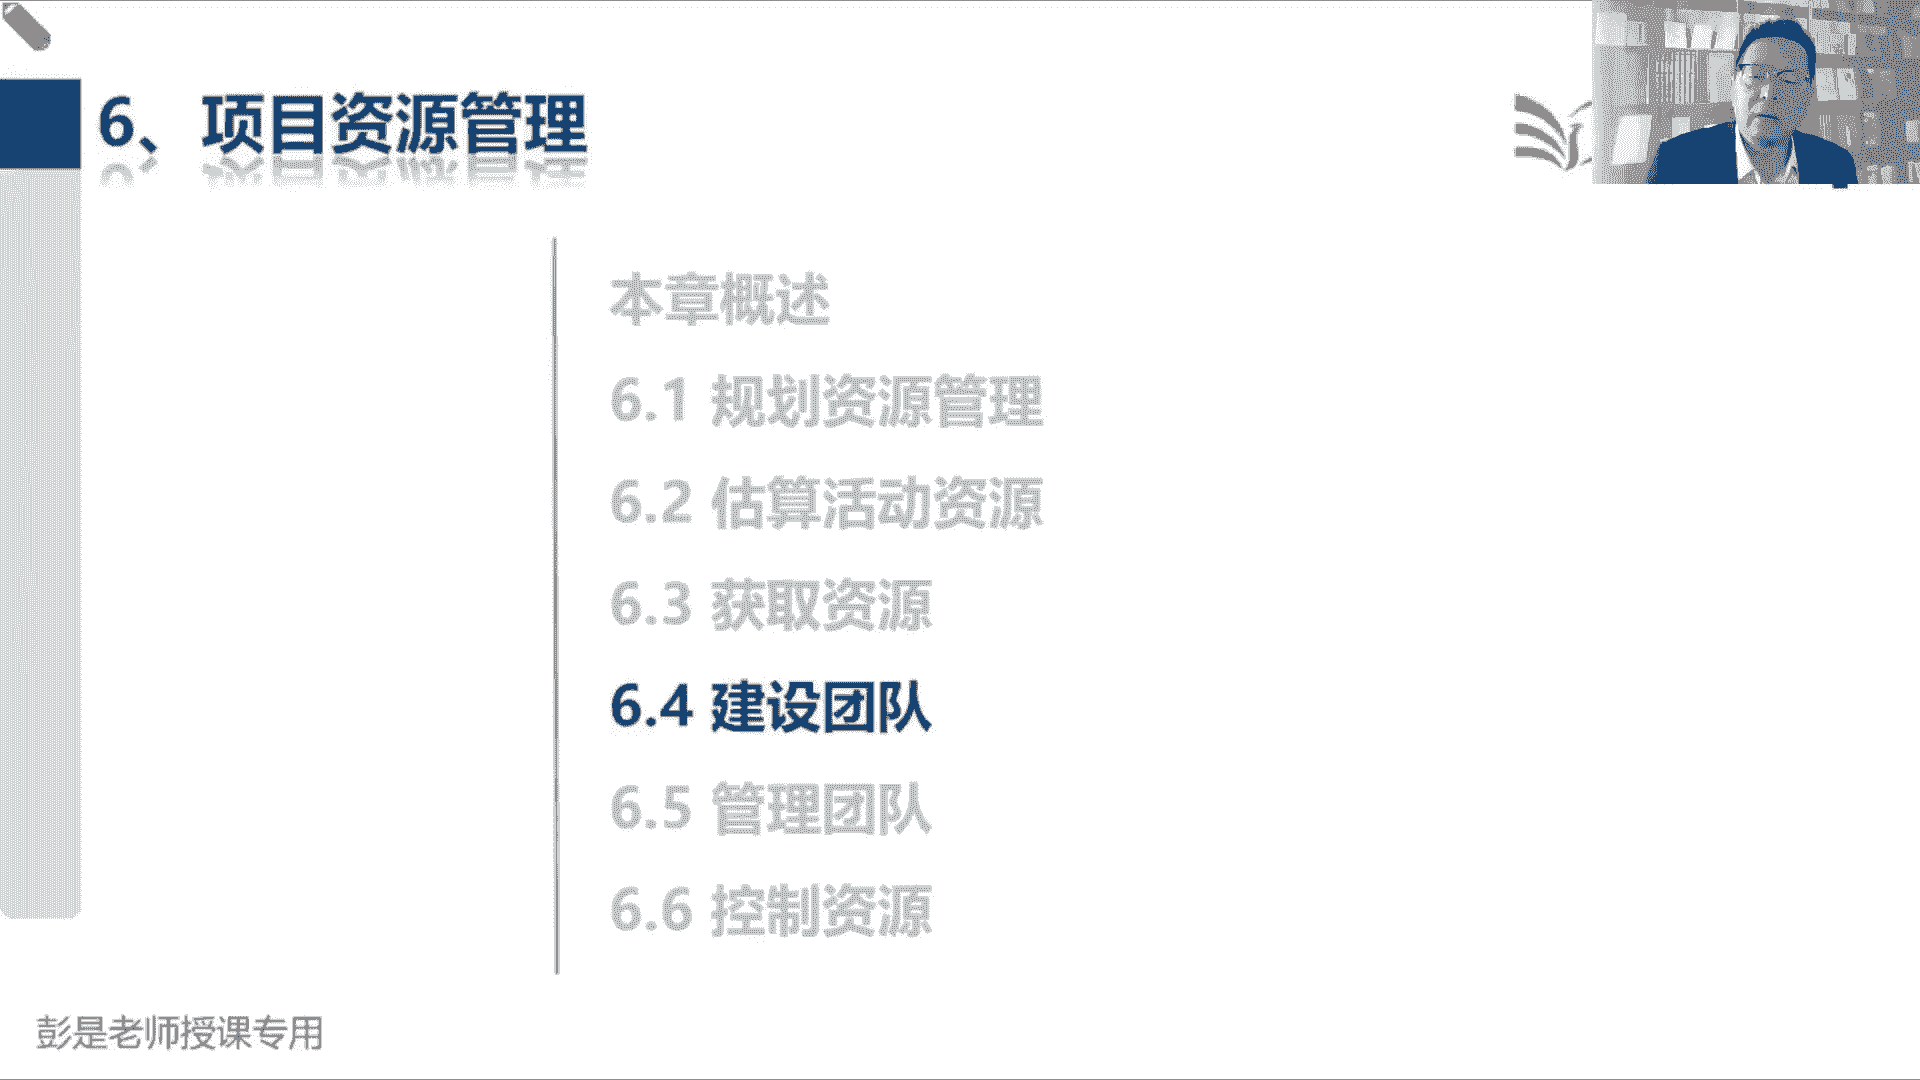 6、项目资源管理
本章概述
6.1 规划资源管理
6.2 估算活动资源
6.3 获取资源
6.4 建设团队
6.5 管理团队
6.6 控制资源
彭是老师授课专用